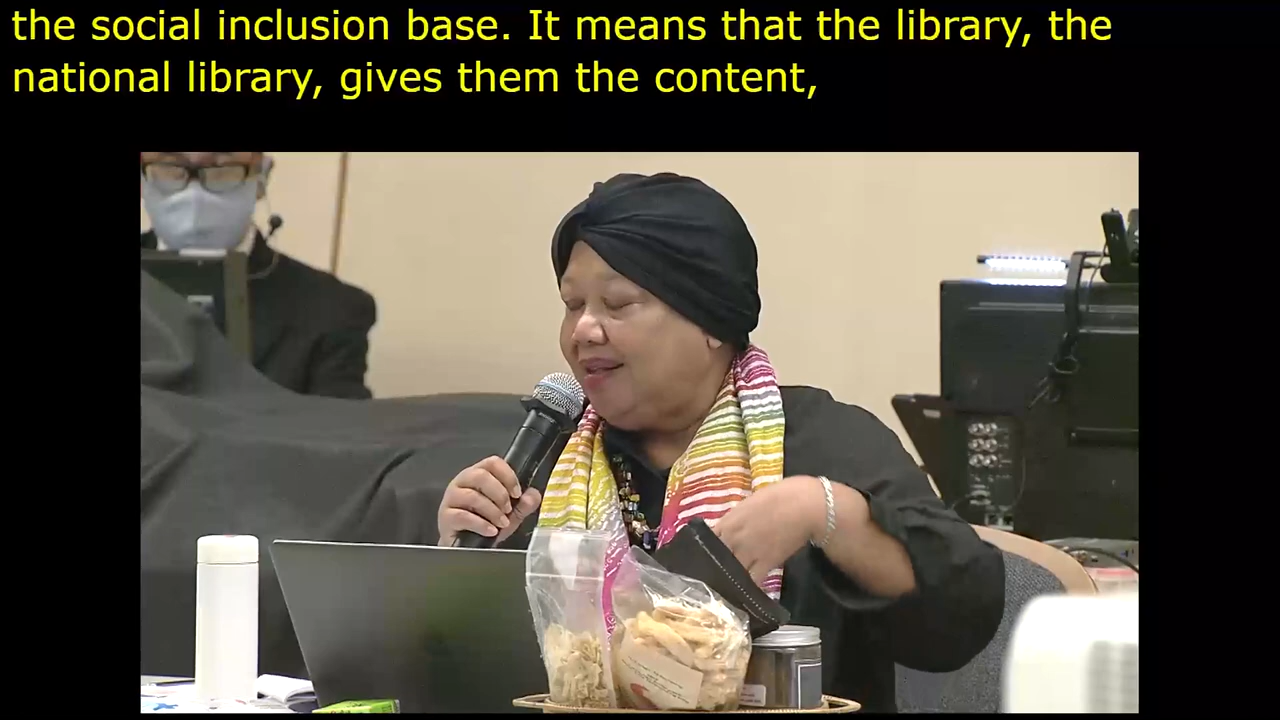 the social inclusion base. It means that the library, the
national library, gives them the content,